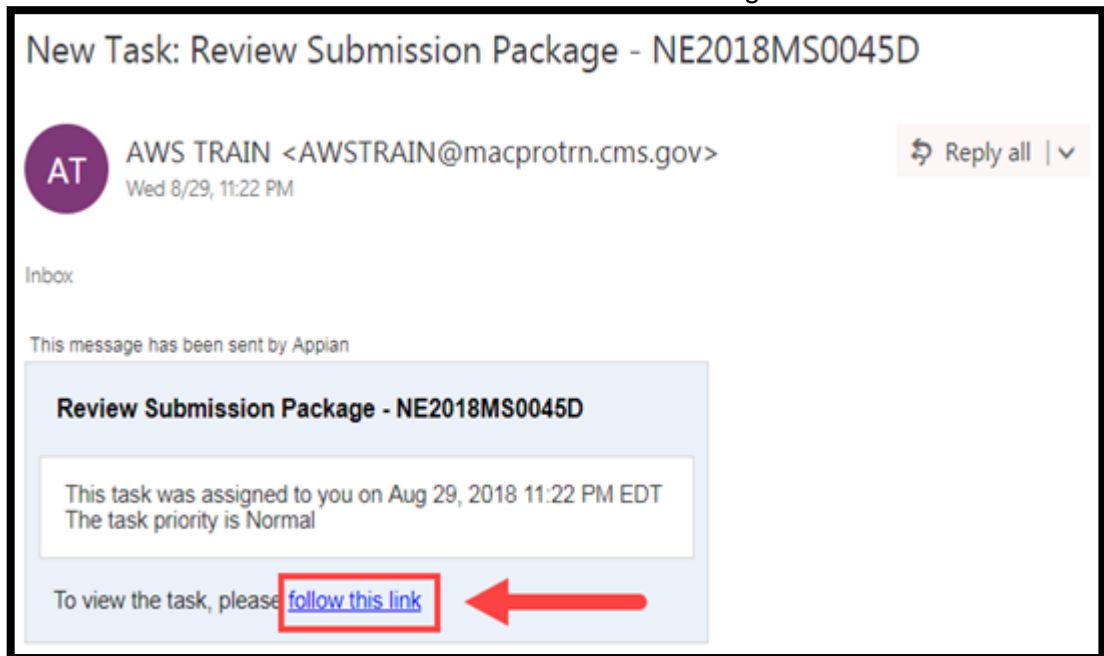 New Task: Review Submission Package - NE2018MS0045D
AT
AWS TRAIN <AWSTRAIN@macprotrn.cms.gov>
Reply all
Wed 8/29, 11:22 PM
Inbox
This message has been sent by Appian
Review Submission Package - NE2018MS0045D
This task was assigned to you on Aug 29, 2018 11:22 PM EDT
The task priority is Normal
To view the task, please follow this link